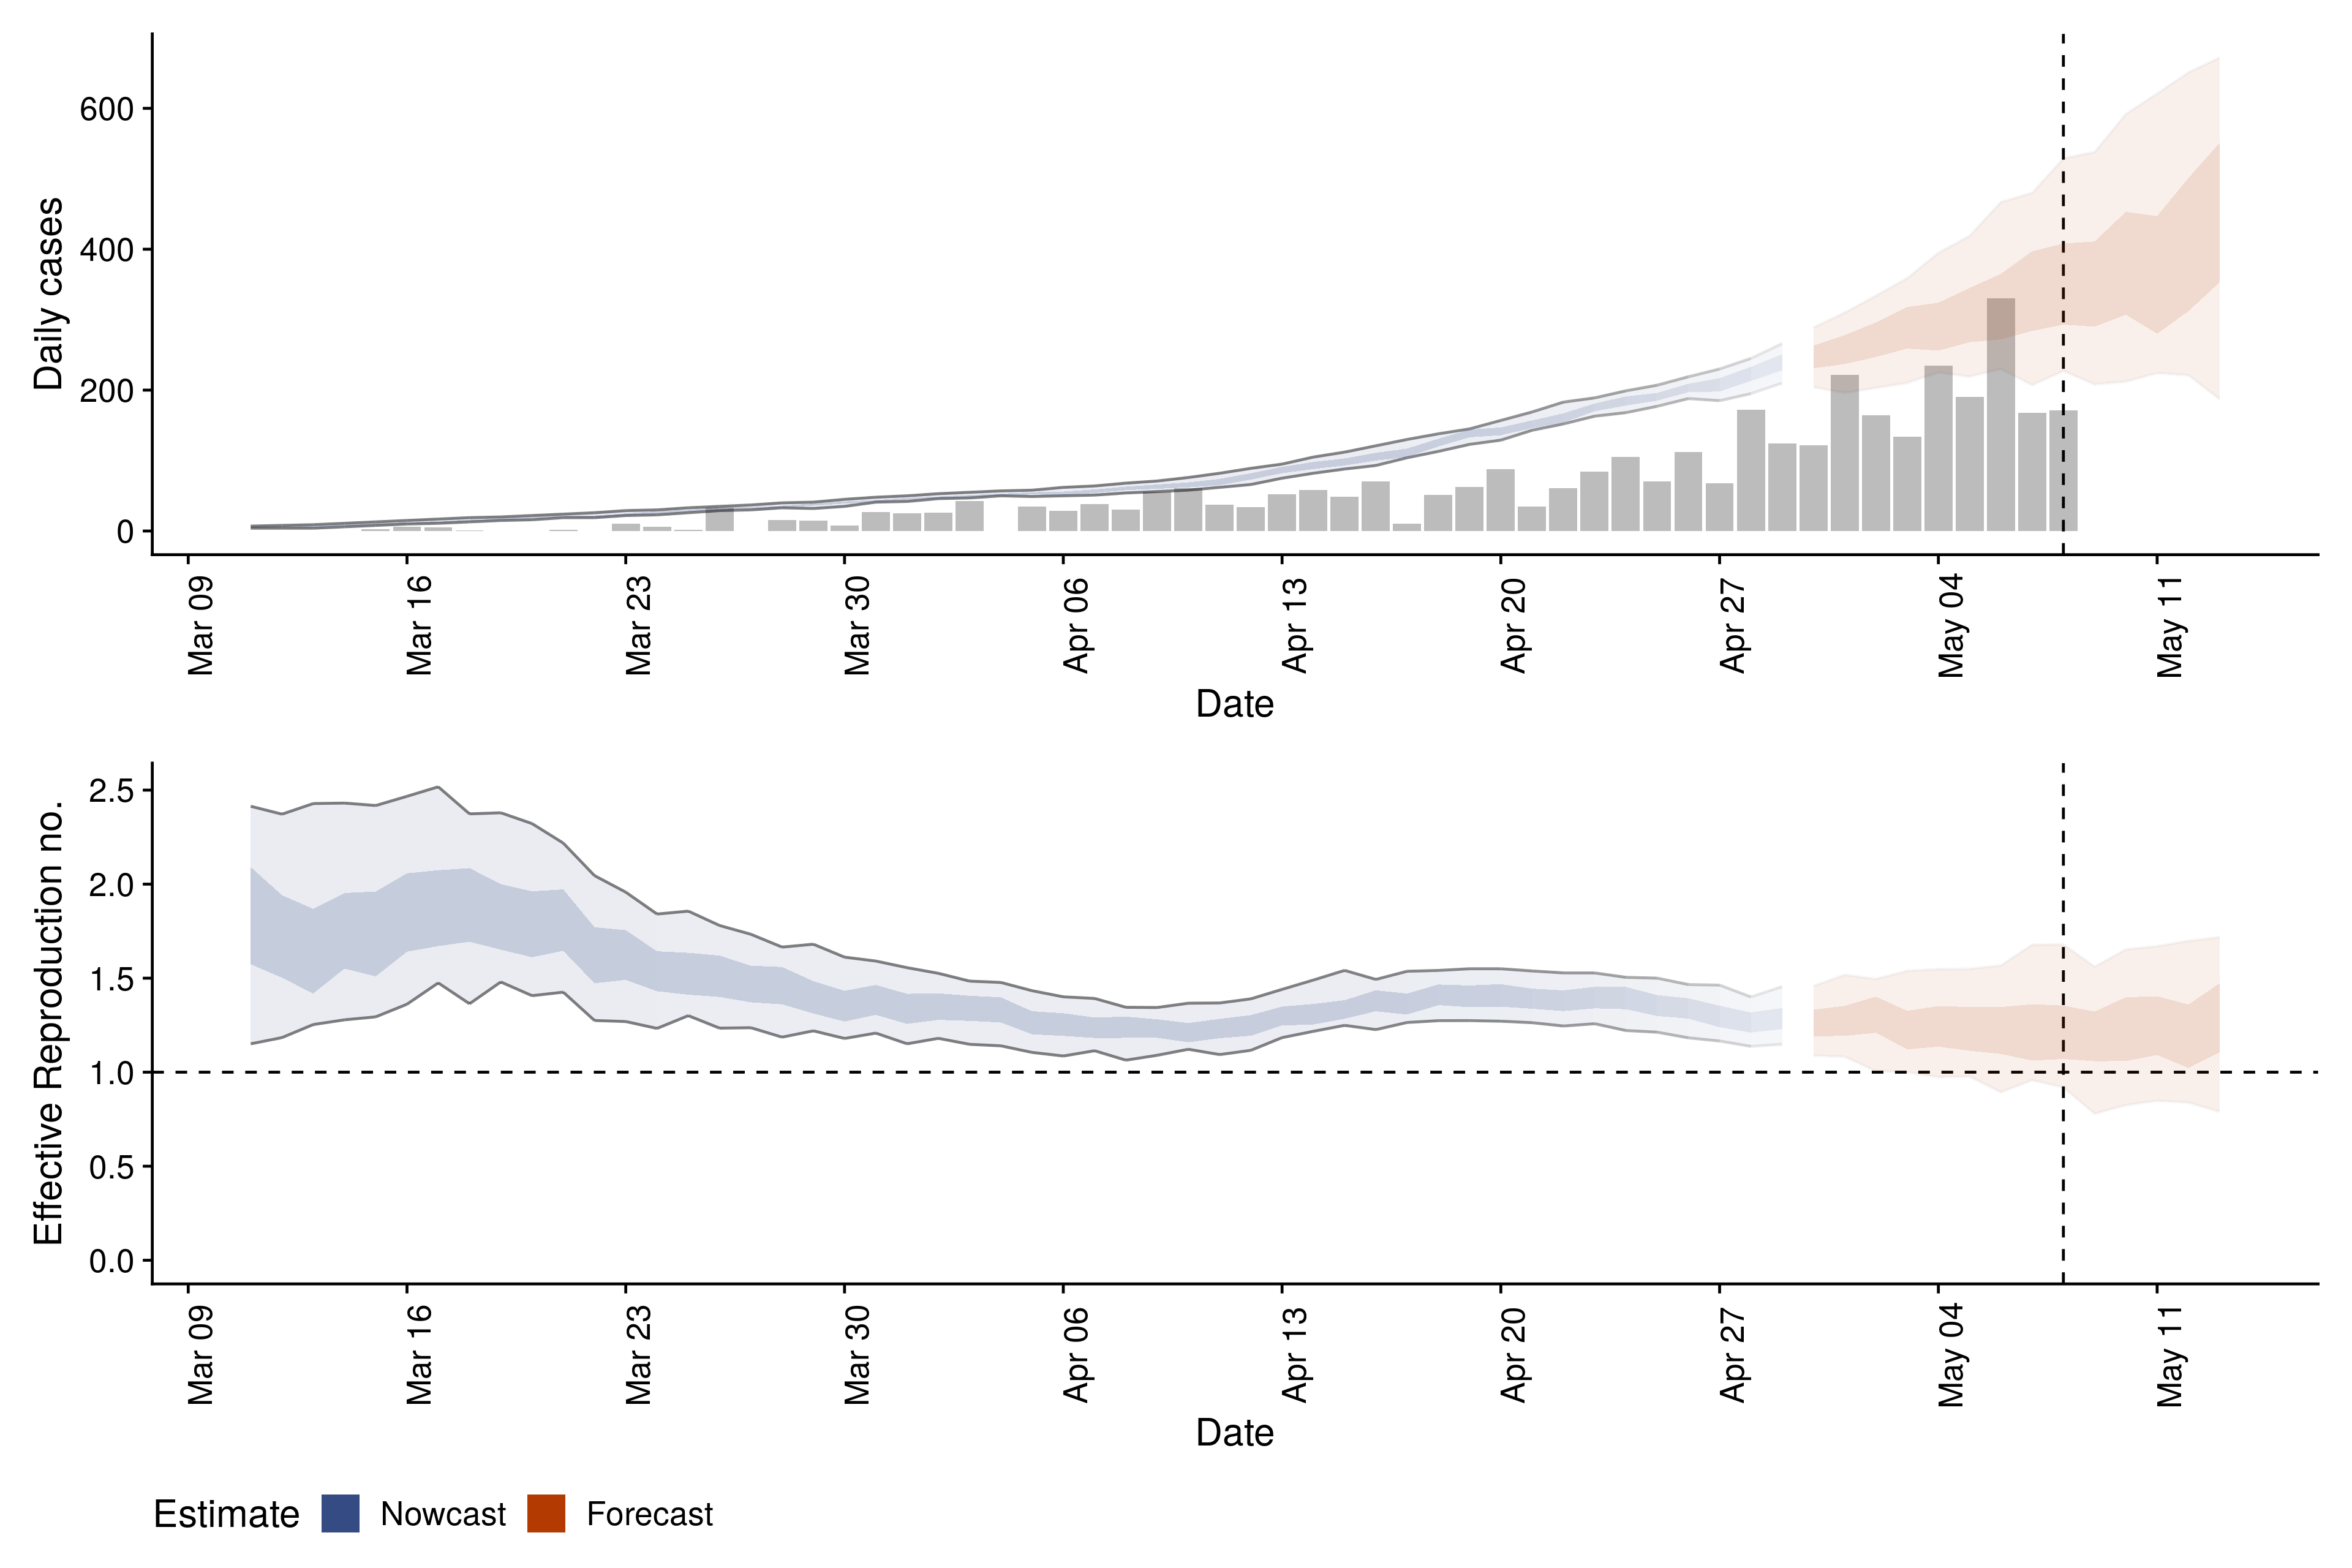 Daily cases
600
400
200
0
Mar 09
Mar 16
Mar 23
Mar 30
Apr 06
Apr 13
Apr 20
Apr 27
May 04
May 11
Date
Effective Reproduction no.
2.5
2.0
1.5
1.0
0.5
0.0
Mar 09
Mar 16
Mar 23
Mar 30
Apr 06
Apr 13
Apr 20
Apr 27
May 04
May 11
Date
Estimate Nowcast Forecast